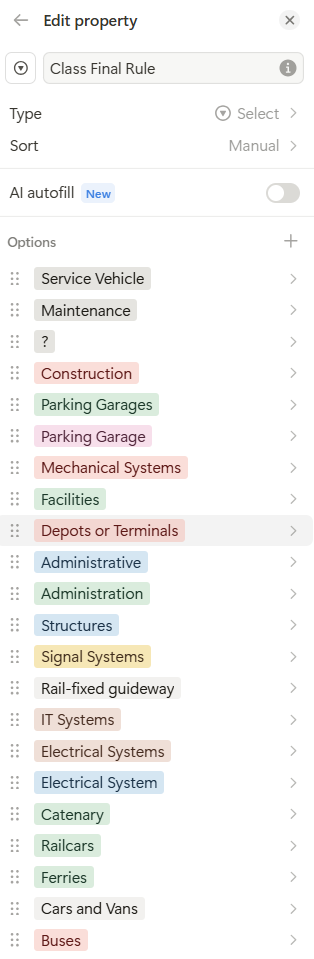 Edit property
Class Final Rule
Type Select
Sort Manual
AI autofill New
Options
Service Vehicle
Maintenance
?
Construction
Parking Garages
Parking Garage
Mechanical Systems
Facilities
Depots or Terminals
Administrative
Administration
Structures
Signal Systems
Rail-fixed guideway
IT Systems
Electrical Systems
Electrical System
Catenary
Railcars
Ferries
Cars and Vans
Buses